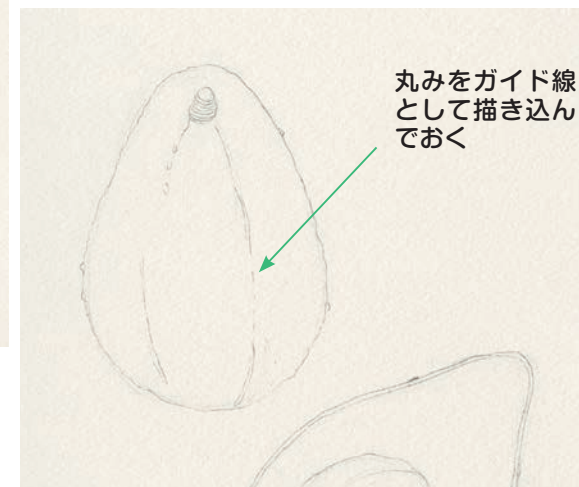 丸みをガイド線
として描き込ん
でおく